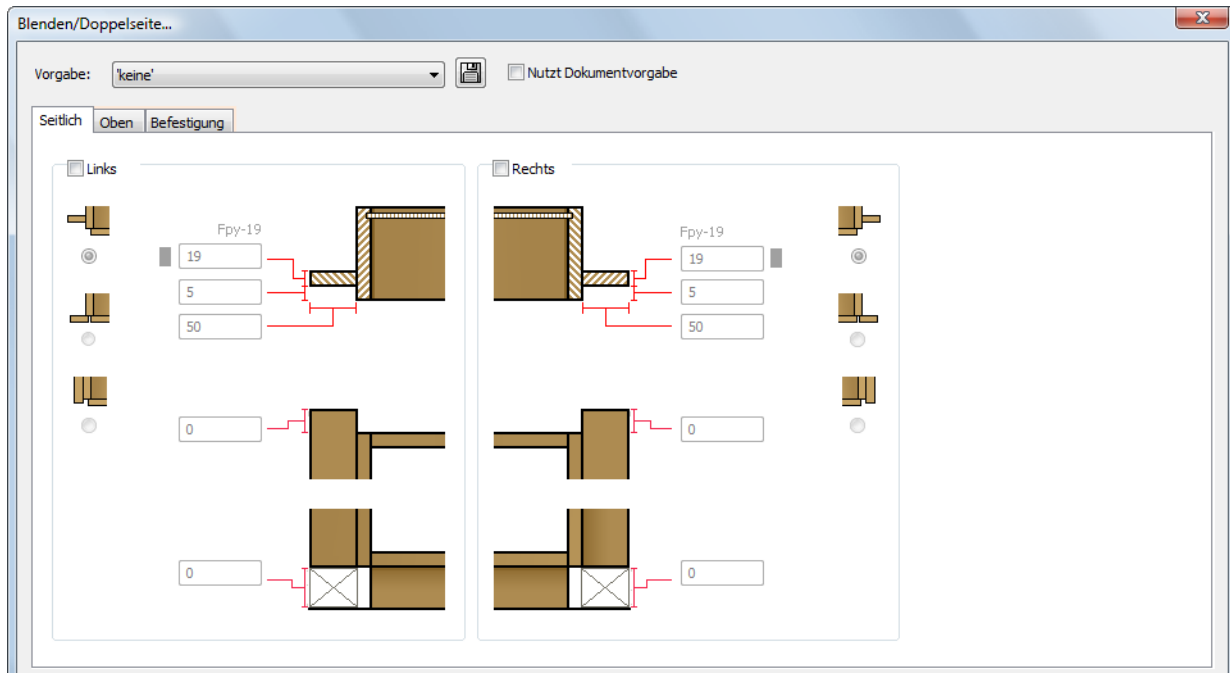 Blenden/Doppelseite...
Vorgabe: 'keine' Nutzt Dokumentvorgabe
Seitlich Oben Befestigung
Links
Fpy-19
19
5
50
0
0
Rechts
Fpy-19
19
5
50
0
0